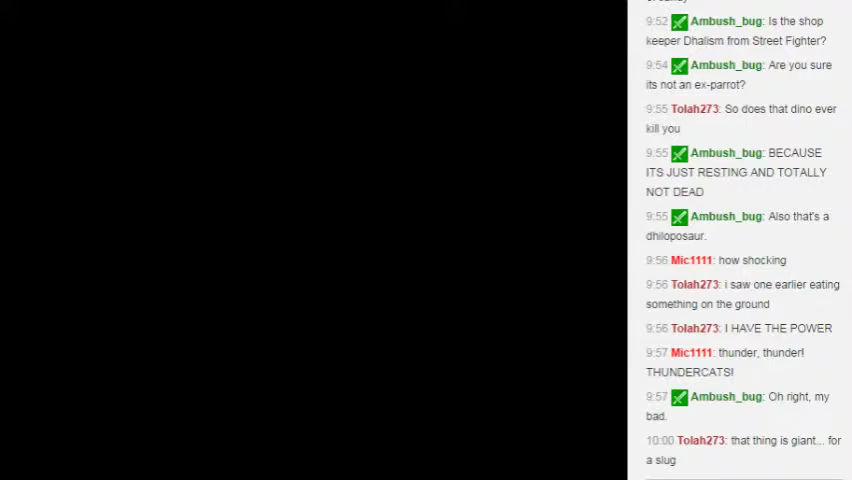 9:52 Ambush_bug: Is the shop
keeper Dhalism from Street Fighter?
9:54 Ambush_bug: Are you sure
its not an ex-parrot?
9:55 Tolah273: So does that dino ever
kill you
9:55 Ambush_bug: BECAUSE
ITS JUST RESTING AND TOTALLY
NOT DEAD
9:55 Ambush_bug: Also that's a
dhiloposaur.
9:56 Mic1111: how shocking
9:56 Tolah273: i saw one earlier eating
something on the ground
9:56 Tolah273: I HAVE THE POWER
9:57 Mic1111: thunder, thunder!
THUNDERCATS!
9:57 Ambush_bug: Oh right, my
bad.
10:00 Tolah273: that thing is giant... for
a slug